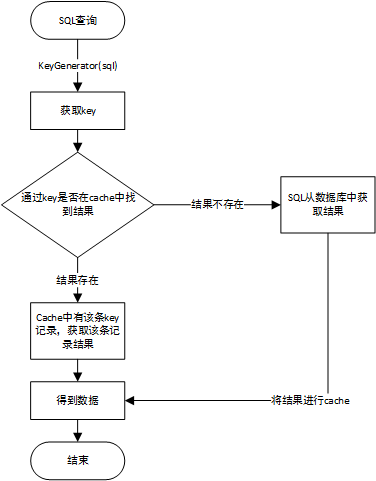 SQL查询
KeyGenerator(sql)
获取key
通过key是否在cache中找
到结果
结果不存在
SQL从数据库中获
取结果
结果存在
Cache中有该条key
记录，获取该条记
录结果
得到数据
将结果进行cache
结束